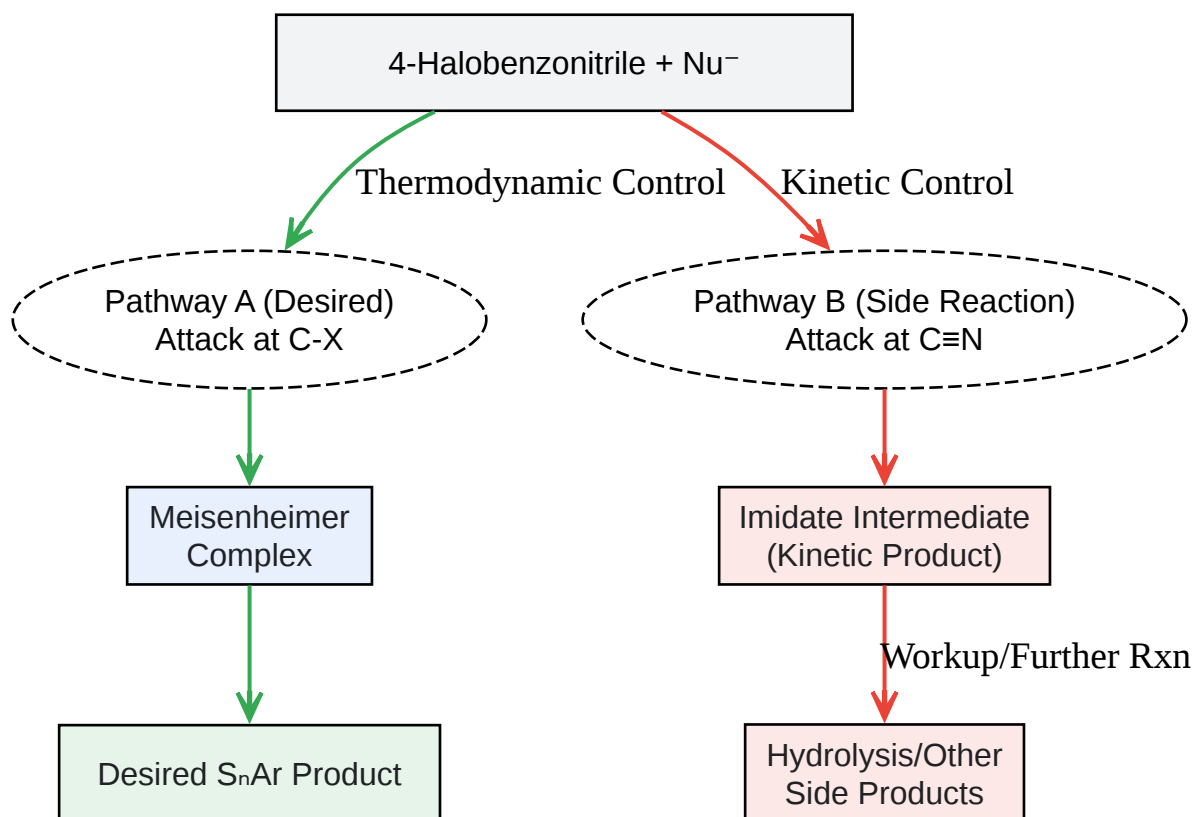 4-Halobenzonitrile + Nu⁻
Thermodynamic Control
Kinetic Control
Pathway A (Desired)
Attack at C-X
Pathway B (Side Reaction)
Attack at C≡N
Meisenheimer
Complex
Imidate Intermediate
(Kinetic Product)
Workup/Further Rxn
Desired SₙAr Product
Hydrolysis/Other
Side Products